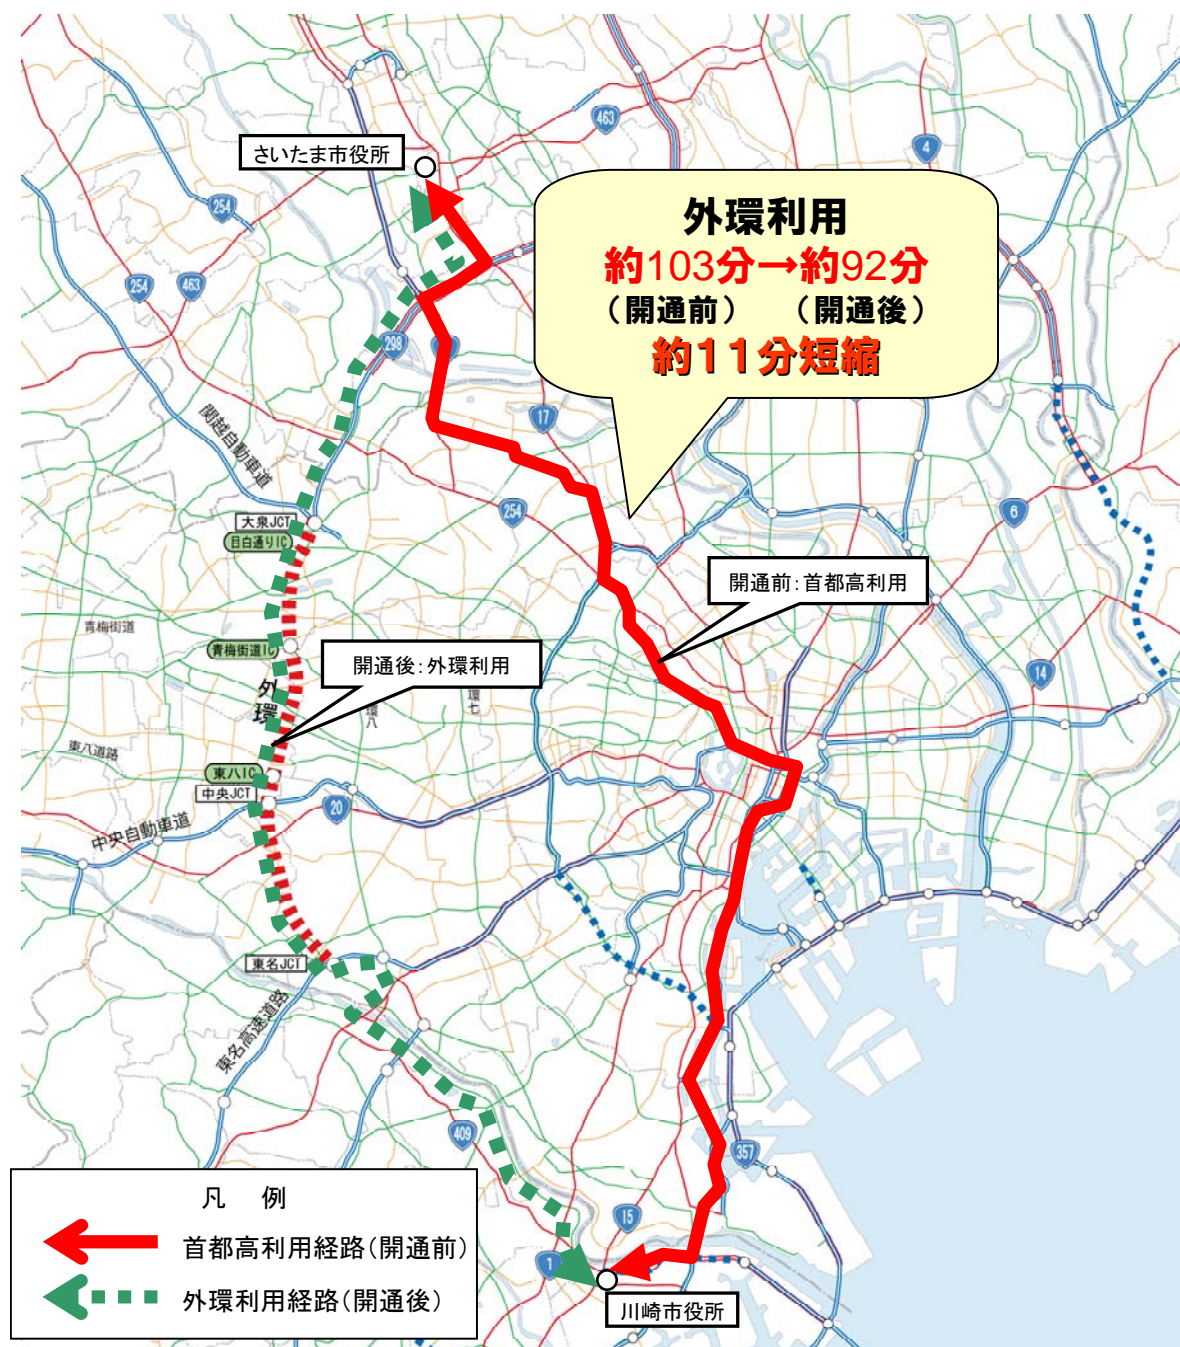 463
4
さいたま市役所
254
外環利用
約103分→約92分
（開通前）　（開通後）
約11分短縮
254
463
298
17
関越自動車道
254
6
大泉JCT
目白通りIC
開通前：首都高利用
青梅街道
青梅街道IC
開通後：外環利用
14
外環
環八
環七
東八道路
東八IC
中央JCT
20
中央自動車道
東名JCT
東名高速道路
409
357
凡　例
15
首都高利用経路（開通前）
1
外環利用経路（開通後）
川崎市役所